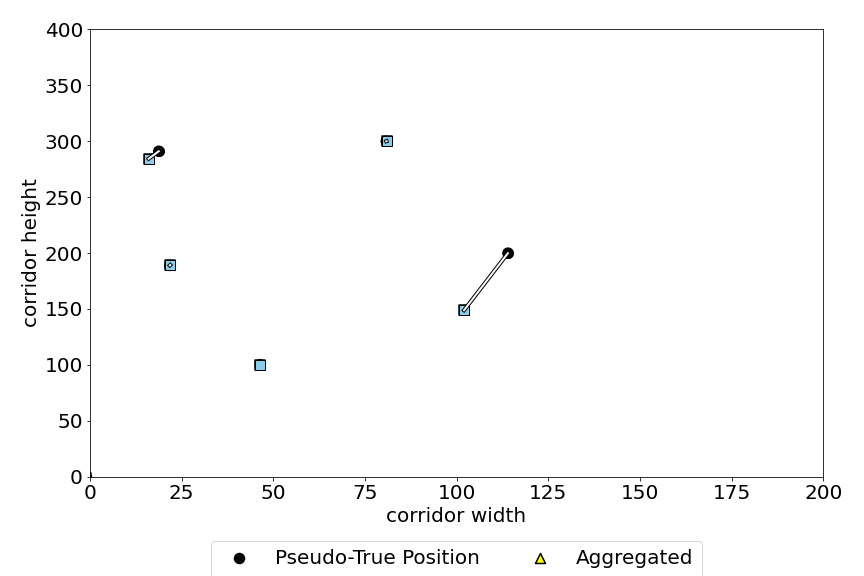 400
350
300
250
200
150
100
50
0
corridor height
0 25 50 75 100 125 150 175 200
corridor width
Pseudo-True Position Aggregated